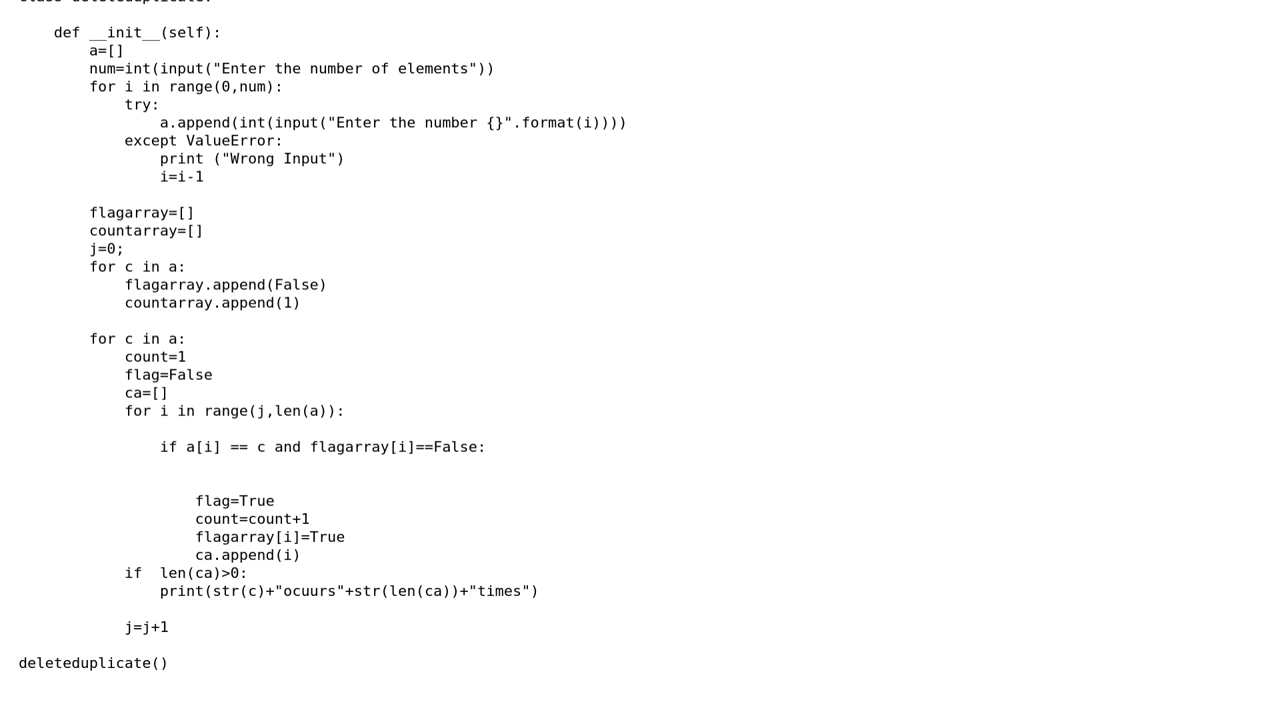 class deleteduplicate:
def __init__(self):
a=[]
num=int(input("Enter the number of elements"))
for i in range(0,num):
try:
a.append(int(input("Enter the number {}".format(i))))
except ValueError:
print ("Wrong Input")
i=i-1
flagarray=[]
countarray=[]
j=0;
for c in a:
flagarray.append(False)
countarray.append(1)
for c in a:
count=1
flag=False
ca=[]
for i in range(j,len(a)):
if a[i] == c and flagarray[i]==False:
flag=True
count=count+1
flagarray[i]=True
ca.append(i)
if  len(ca)>0:
print(str(c)+"ocuurs"+str(len(ca))+"times")
j=j+1
deleteduplicate()